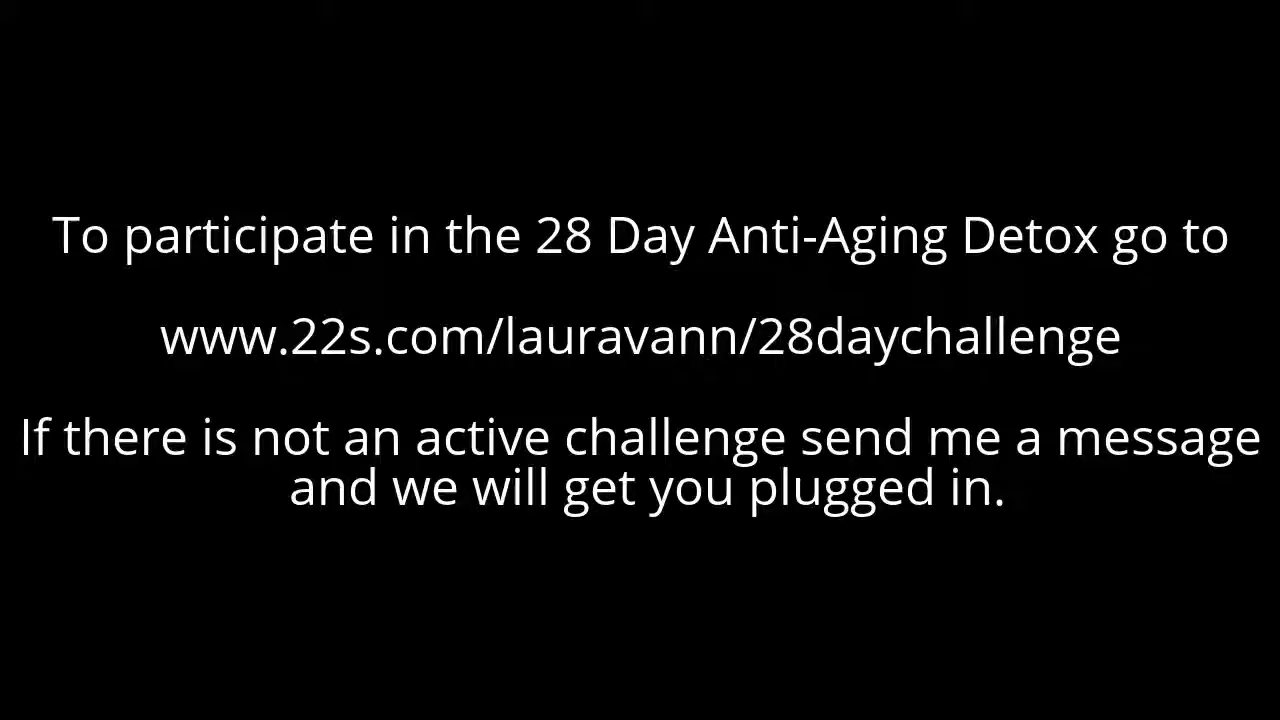 To participate in the 28 Day Anti-Aging Detox go to
www.22s.com/lauravann/28daychallenge
If there is not an active challenge send me a message
and we will get you plugged in.